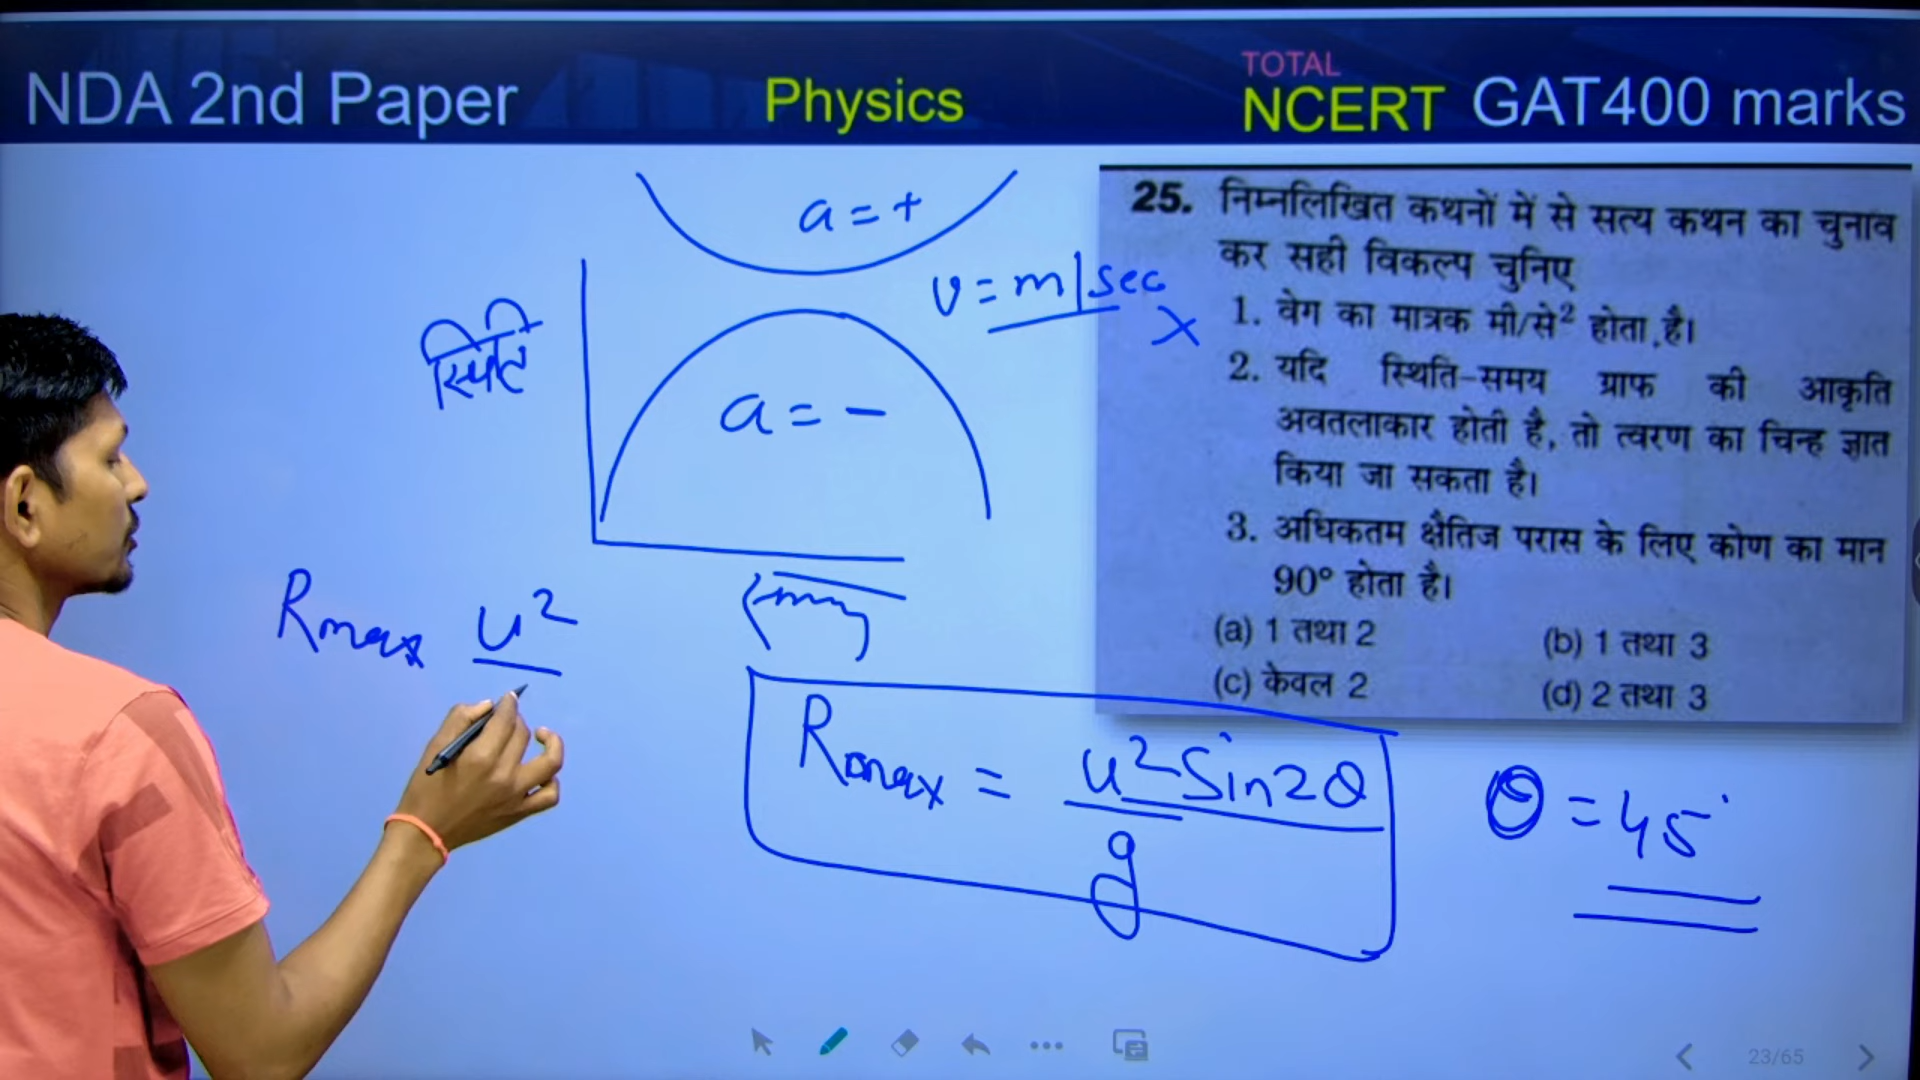 NDA 2nd Paper
Physics
TOTAL
NCERT
GAT400 marks
a = +
v = m/sec
×
स्थिति
a = −
Rmax u²
Rmax = u² Sin2θ
g
θ = 45°
25. निम्नलिखित कथनों में से सत्य कथन का चुनाव
कर सही विकल्प चुनिए
1. वेग का मात्रक मी/से² होता है।
2. यदि स्थिति-समय ग्राफ की आकृति
अवतलाकार होती है, तो त्वरण का चिन्ह ज्ञात
किया जा सकता है।
3. अधिकतम क्षैतिज परास के लिए कोण का मान
90° होता है।
(a) 1 तथा 2 (b) 1 तथा 3
(c) केवल 2 (d) 2 तथा 3
23/65